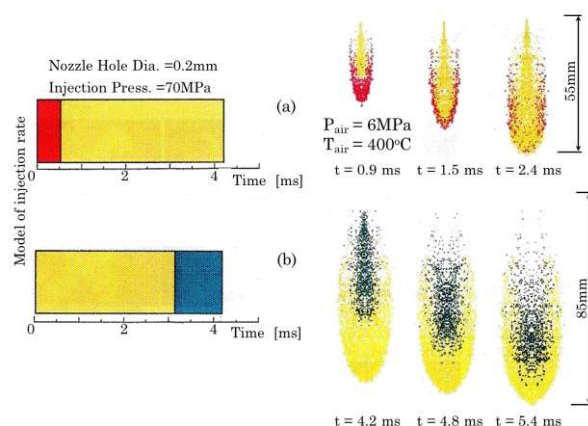 Nozzle Hole Dia. =0.2mm
Injection Press. =70MPa
(a)
Model of injection rate
0 2 4
Time [ms]
P_air = 6MPa
T_air = 400°C
t = 0.9 ms t = 1.5 ms t = 2.4 ms
55mm
(b)
0 2 4
Time [ms]
85mm
t = 4.2 ms t = 4.8 ms t = 5.4 ms